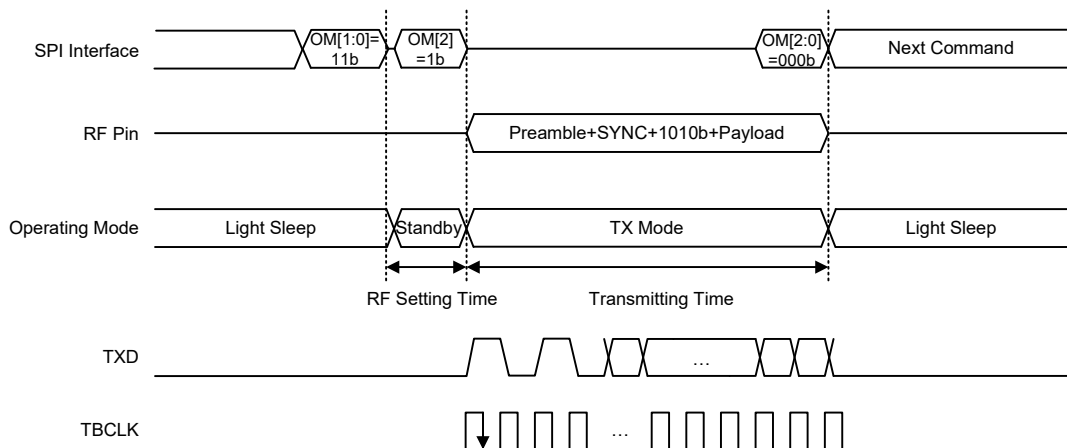 SPI Interface
OM[1:0]=
11b
OM[2]
=1b
OM[2:0]
=000b
Next Command
RF Pin
Preamble+SYNC+1010b+Payload
Operating Mode
Light Sleep
Standby
TX Mode
Light Sleep
RF Setting Time
Transmitting Time
TXD
...
TBCLK
...